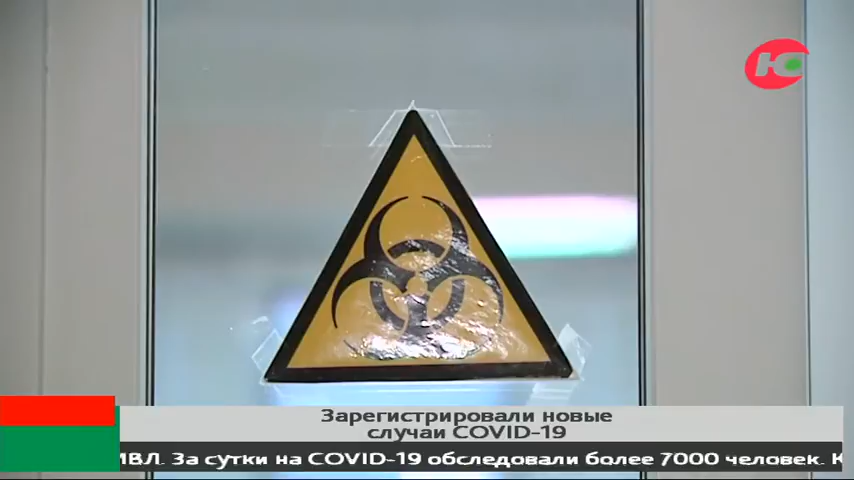 Ю
Зарегистрировали новые
случаи COVID-19
ИВЛ. За сутки на COVID-19 обследовали более 7000 человек. К